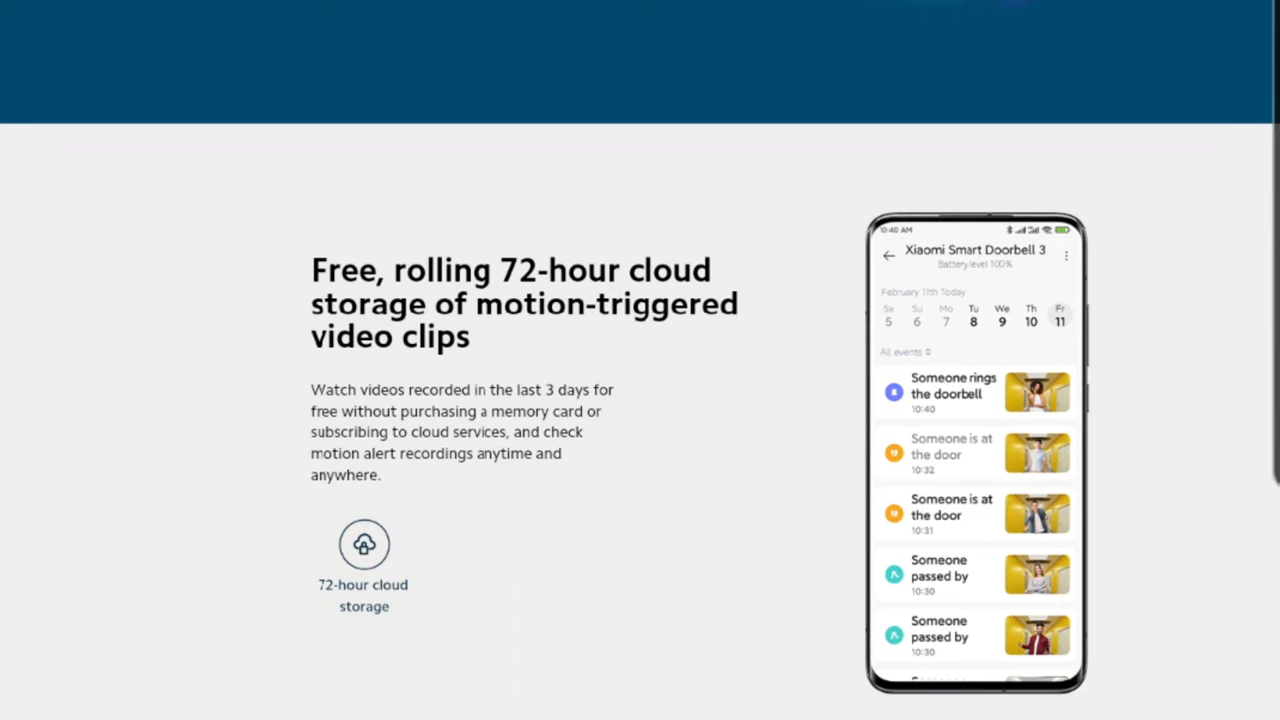 Free, rolling 72-hour cloud
storage of motion-triggered
video clips
Watch videos recorded in the last 3 days for
free without purchasing a memory card or
subscribing to cloud services, and check
motion alert recordings anytime and
anywhere.
72-hour cloud
storage
10:40 AM
Xiaomi Smart Doorbell 3
Battery level 100%
February 11th Today
Sa Su Mo Tu We Th Fr
5 6 7 8 9 10 11
All events
Someone rings
the doorbell
10:40
Someone is at
the door
10:32
Someone is at
the door
10:31
Someone
passed by
10:30
Someone
passed by
10:30